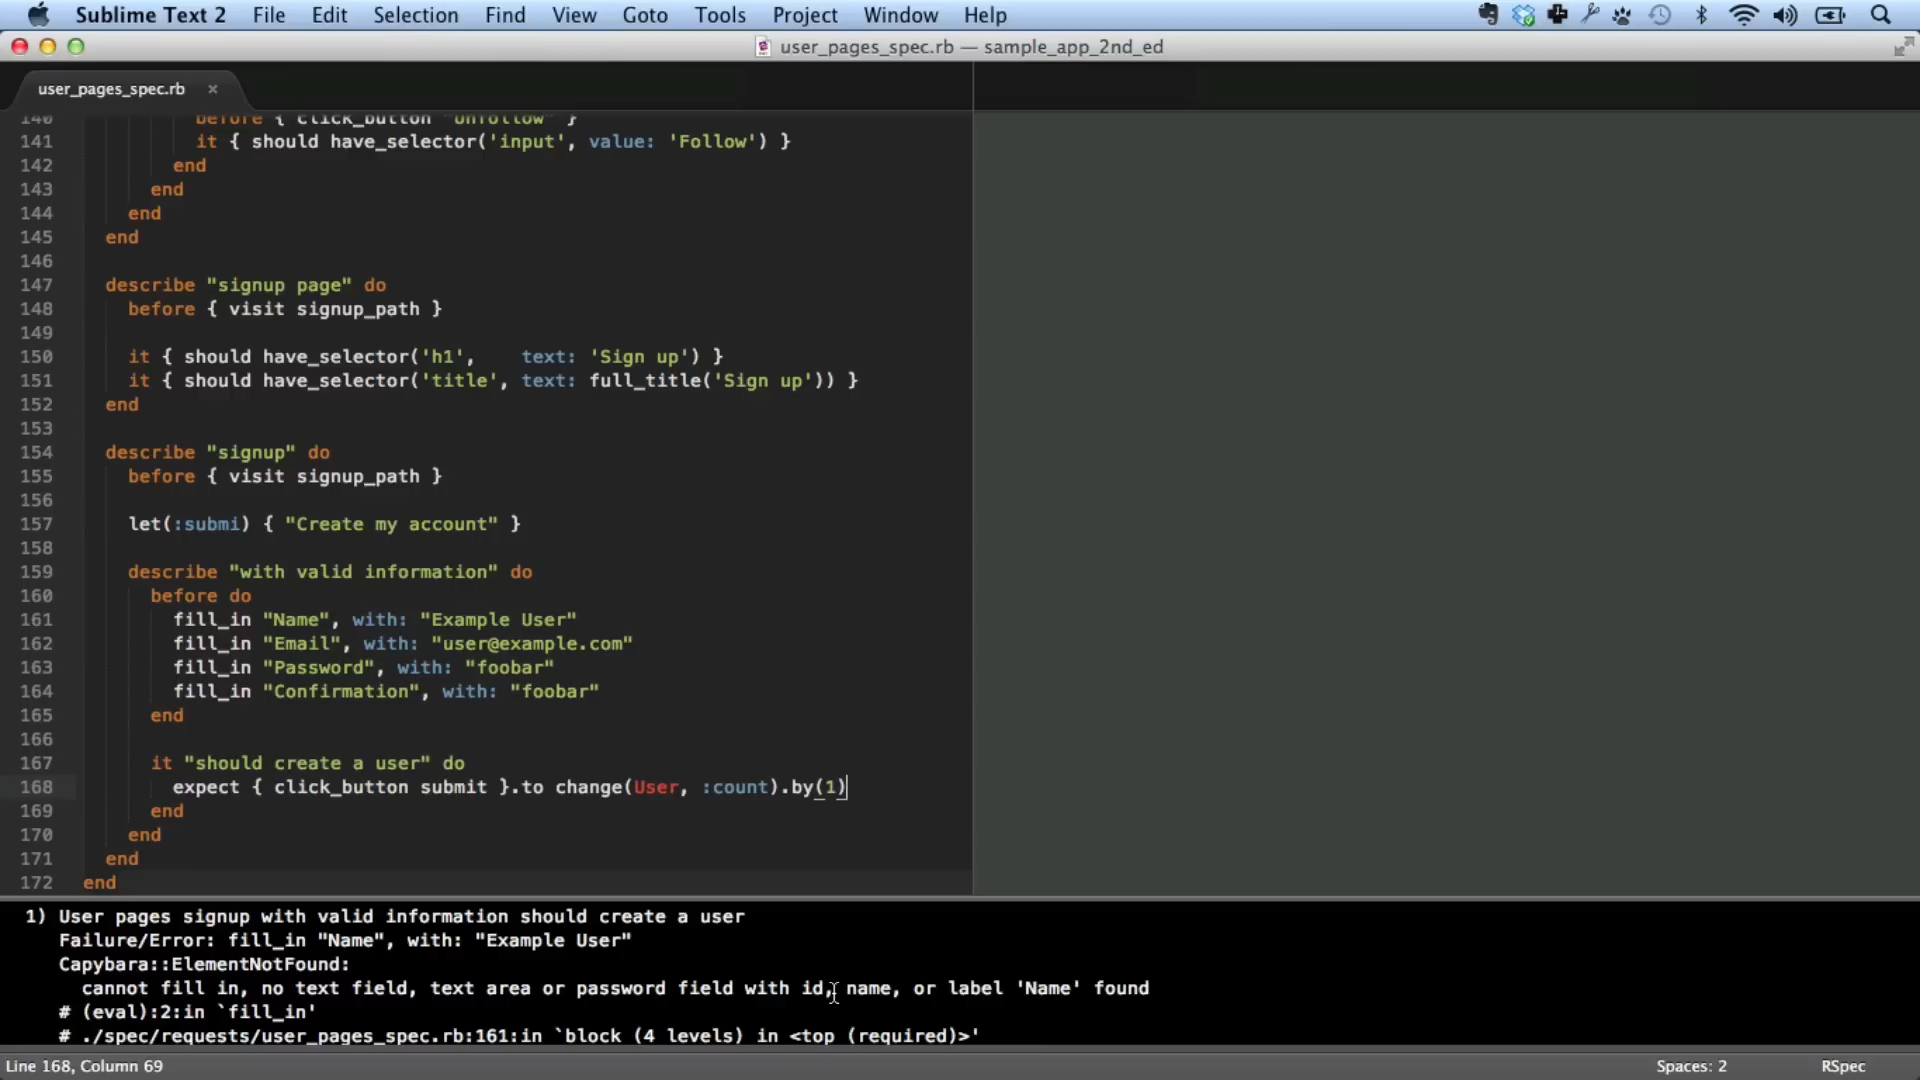 Sublime Text 2 File Edit Selection Find View Goto Tools Project Window Help
user_pages_spec.rb — sample_app_2nd_ed
user_pages_spec.rb ×
140 before { click_button "Unfollow" }
141 it { should have_selector('input', value: 'Follow') }
142 end
143 end
144 end
145 end
146
147 describe "signup page" do
148 before { visit signup_path }
149
150 it { should have_selector('h1',    text: 'Sign up') }
151 it { should have_selector('title', text: full_title('Sign up')) }
152 end
153
154 describe "signup" do
155 before { visit signup_path }
156
157 let(:submi) { "Create my account" }
158
159 describe "with valid information" do
160 before do
161 fill_in "Name", with: "Example User"
162 fill_in "Email", with: "user@example.com"
163 fill_in "Password", with: "foobar"
164 fill_in "Confirmation", with: "foobar"
165 end
166
167 it "should create a user" do
168 expect { click_button submit }.to change(User, :count).by(1)
169 end
170 end
171 end
172 end
1) User pages signup with valid information should create a user
Failure/Error: fill_in "Name", with: "Example User"
Capybara::ElementNotFound:
cannot fill in, no text field, text area or password field with id, name, or label 'Name' found
# (eval):2:in `fill_in'
# ./spec/requests/user_pages_spec.rb:161:in `block (4 levels) in <top (required)>'
Line 168, Column 69 Spaces: 2 RSpec